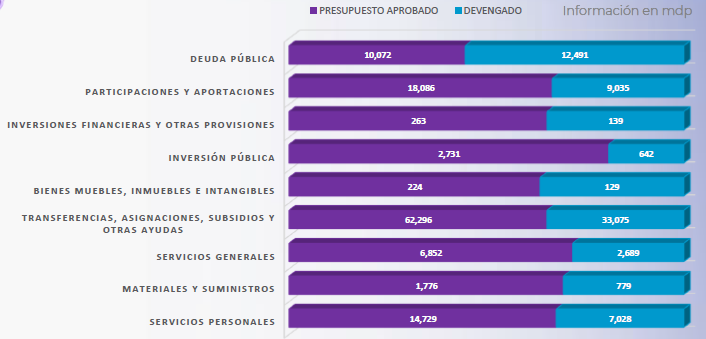 PRESUPUESTO APROBADO DEVENGADO Información en mdp
DEUDA PÚBLICA 10,072 12,491
PARTICIPACIONES Y APORTACIONES 18,086 9,035
INVERSIONES FINANCIERAS Y OTRAS PROVISIONES 263 139
INVERSIÓN PÚBLICA 2,731 642
BIENES MUEBLES, INMUEBLES E INTANGIBLES 224 129
TRANSFERENCIAS, ASIGNACIONES, SUBSIDIOS Y
OTRAS AYUDAS 62,296 33,075
SERVICIOS GENERALES 6,852 2,689
MATERIALES Y SUMINISTROS 1,776 779
SERVICIOS PERSONALES 14,729 7,028